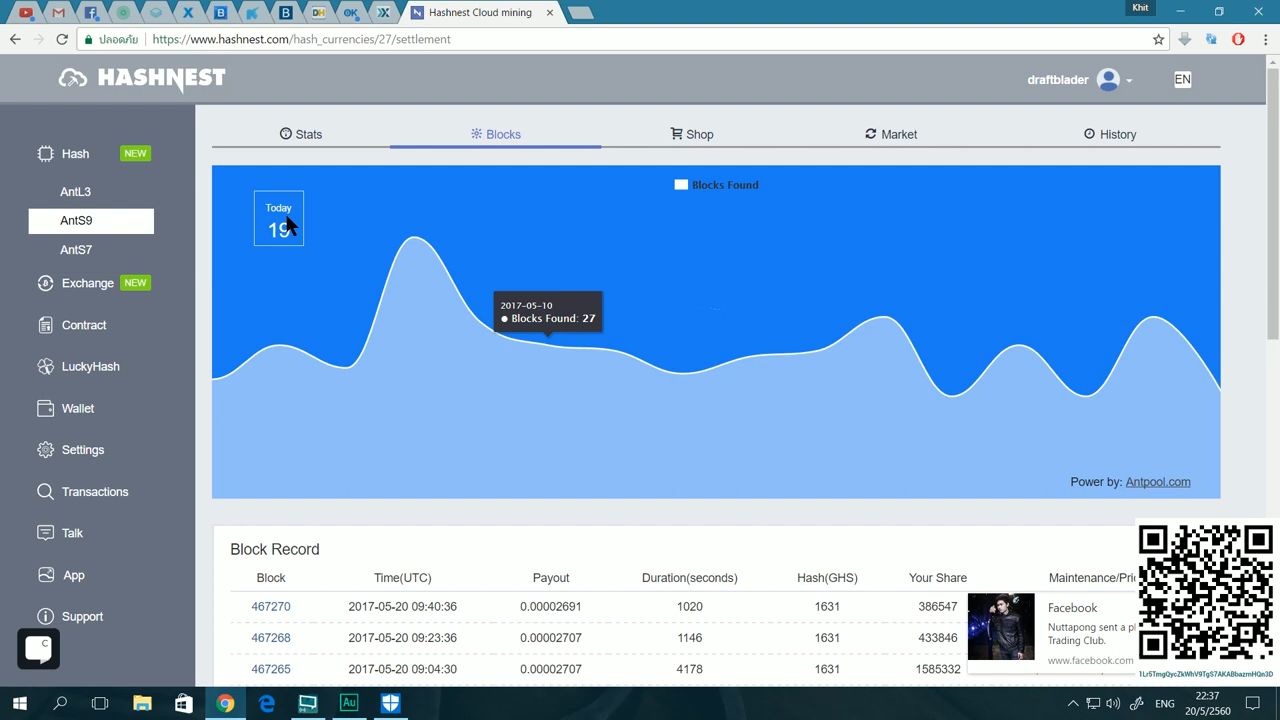 Khit
Hashnest Cloud mining
ปลอดภัย
https://www.hashnest.com/hash_currencies/27/settlement
HASHNEST
draftblader
EN
Hash NEW
AntL3
AntS9
AntS7
Exchange NEW
Contract
LuckyHash
Wallet
Settings
Transactions
Talk
App
Support
Stats Blocks Shop Market History
Blocks Found
Today
19
2017-05-10
Blocks Found: 27
Power by: Antpool.com
Block Record
Block Time(UTC) Payout Duration(seconds) Hash(GHS) Your Share Maintenance/Pric
467270 2017-05-20 09:40:36 0.00002691 1020 1631 386547
467268 2017-05-20 09:23:36 0.00002707 1146 1631 433846
467265 2017-05-20 09:04:30 0.00002707 4178 1631 1585332
Facebook
Nuttapong sent a pl
Trading Club.
www.facebook.com
ENG
22:37
20/5/2560